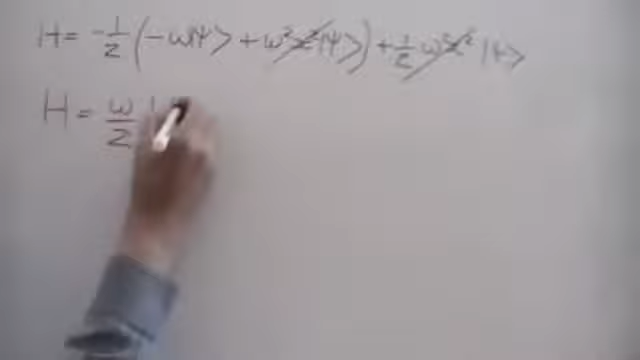 H = -1/2 (-ω|ψ> + ω²x²|ψ>) + 1/2 ω²x² |ψ>
H = ω/2 |